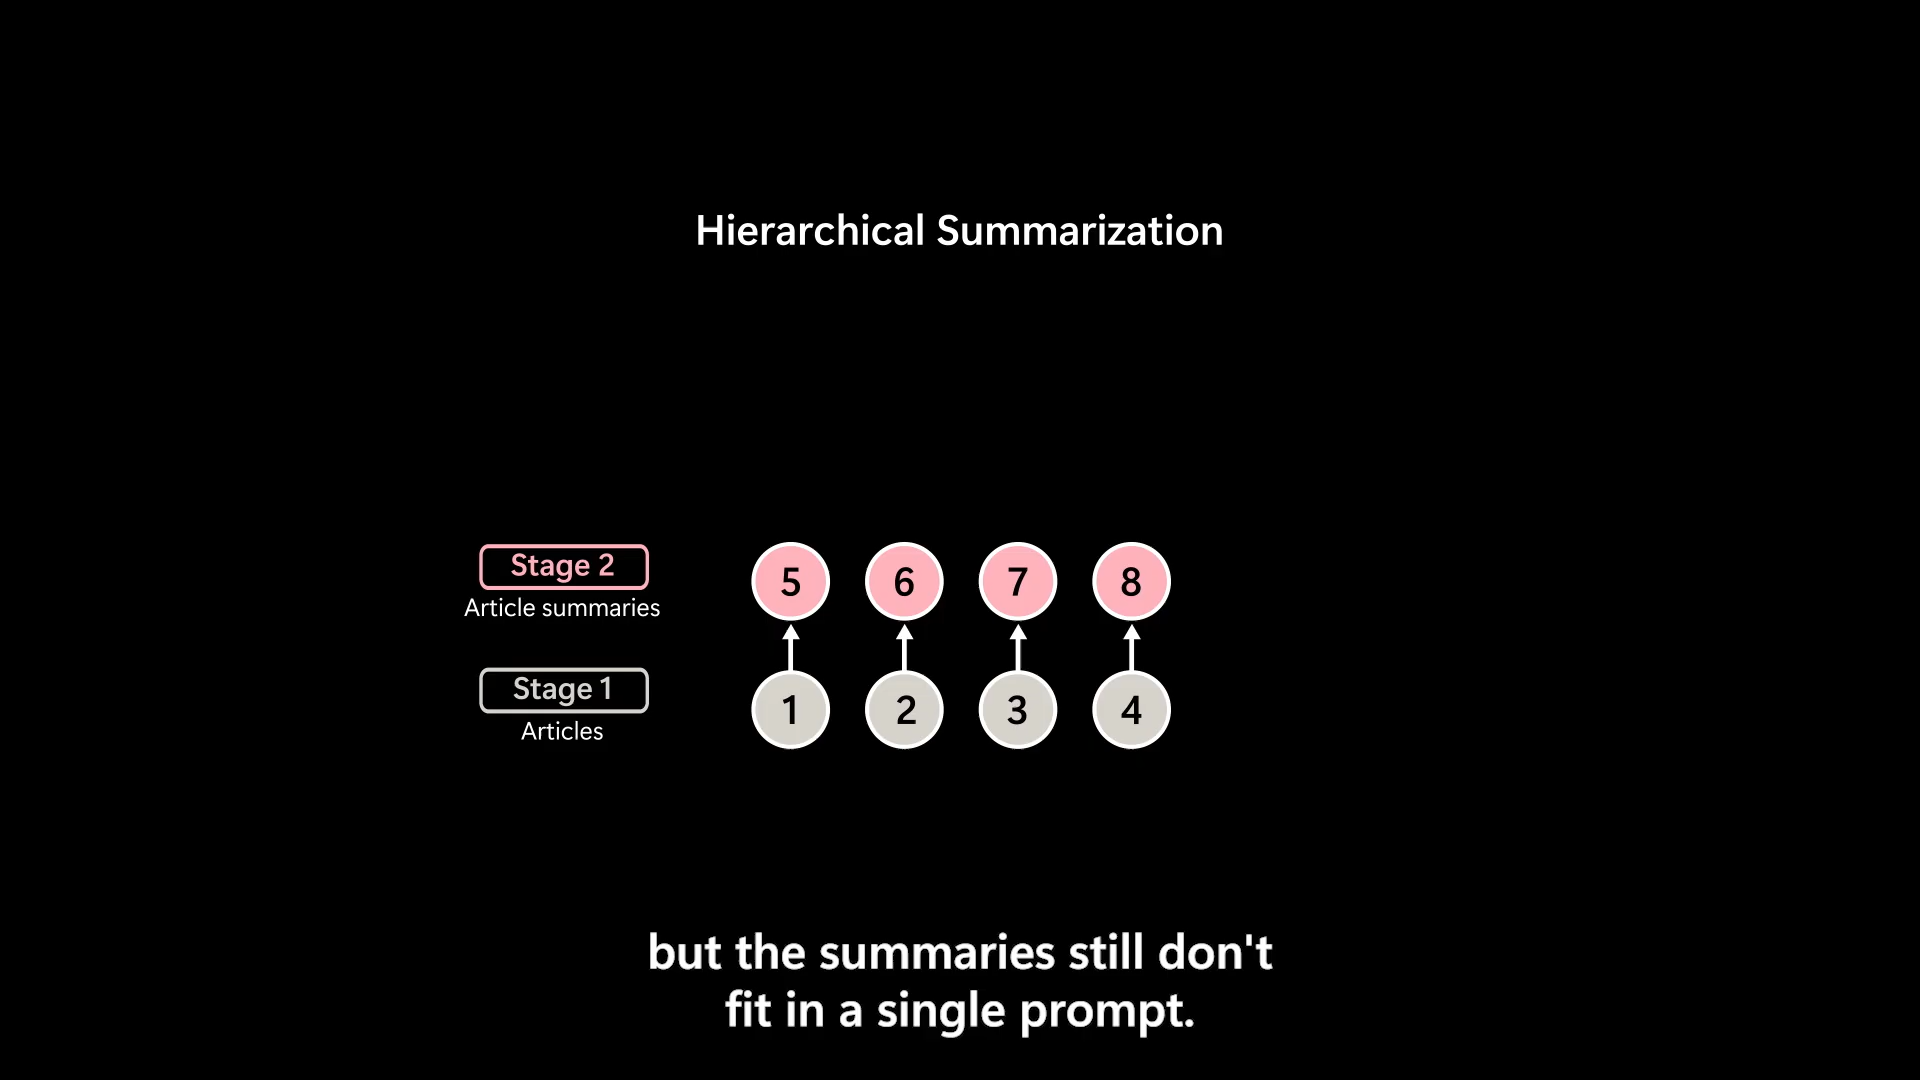 Hierarchical Summarization
Stage 2
Article summaries
5 6 7 8
Stage 1
Articles
1 2 3 4
but the summaries still don't
fit in a single prompt.